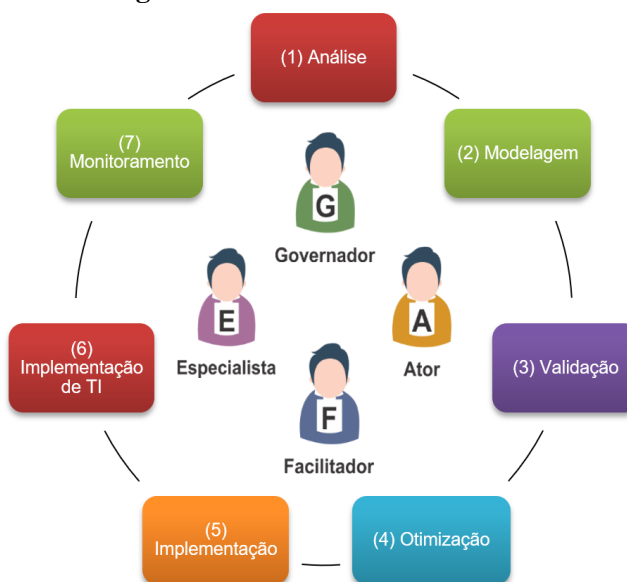 (1) Análise
(7)
Monitoramento
(2) Modelagem
G
Governador
E
Especialista
A
Ator
(6)
Implementação
de TI
(3) Validação
F
Facilitador
(5)
Implementação
(4) Otimização